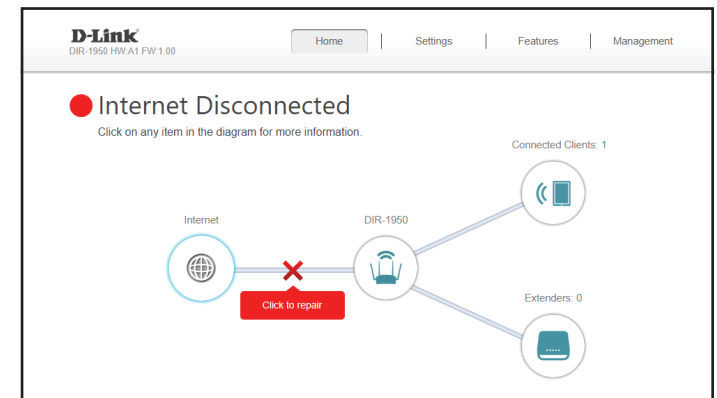 D-Link
DIR-1950 HW:A1 FW:1.00
Home
Settings
Features
Management
Internet Disconnected
Click on any item in the diagram for more information.
Connected Clients: 1
Internet
DIR-1950
Click to repair
Extenders: 0